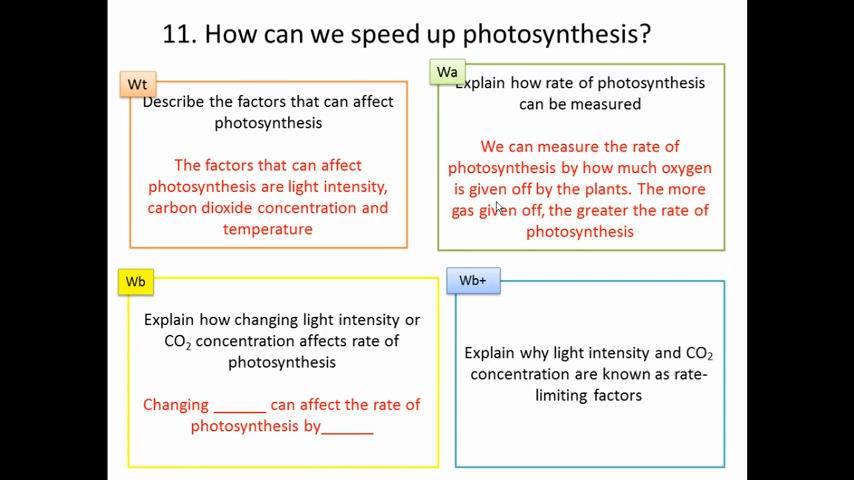 11. How can we speed up photosynthesis?
Wt
Describe the factors that can affect
photosynthesis
The factors that can affect
photosynthesis are light intensity,
carbon dioxide concentration and
temperature
Wa
Explain how rate of photosynthesis
can be measured
We can measure the rate of
photosynthesis by how much oxygen
is given off by the plants. The more
gas given off, the greater the rate of
photosynthesis
Wb
Explain how changing light intensity or
CO₂ concentration affects rate of
photosynthesis
Changing ______ can affect the rate of
photosynthesis by______
Wb+
Explain why light intensity and CO₂
concentration are known as rate-
limiting factors